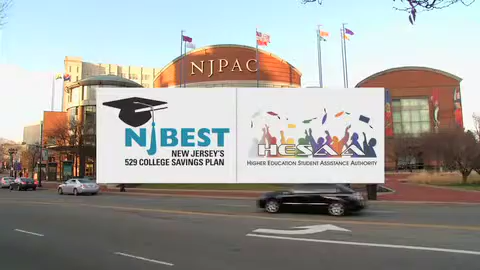 NJPAC
NJBEST
NEW JERSEY'S
529 COLLEGE SAVINGS PLAN
HESAA
HIGHER EDUCATION STUDENT ASSISTANCE AUTHORITY